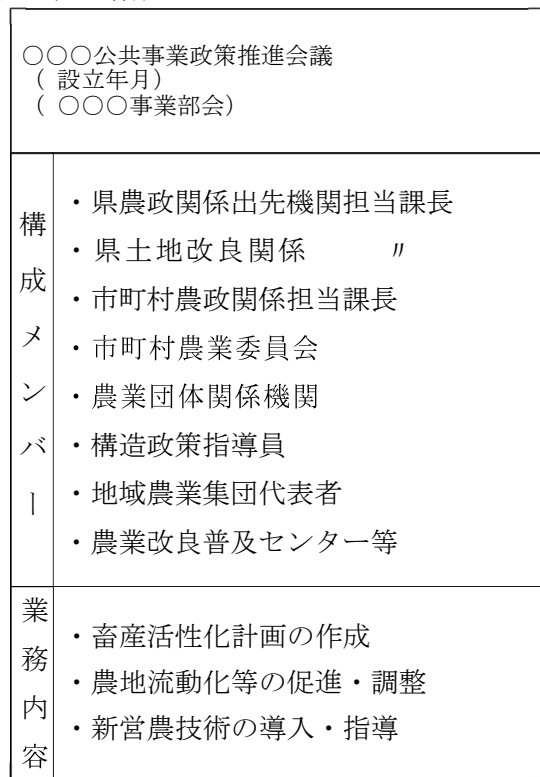 ○○○公共事業政策推進会議
( 設立年月)
( ○○○事業部会)
構成メンバー
・県農政関係出先機関担当課長
・県土地改良関係　　〃
・市町村農政関係担当課長
・市町村農業委員会
・農業団体関係機関
・構造政策指導員
・地域農業集団代表者
・農業改良普及センター等
業務内容
・畜産活性化計画の作成
・農地流動化等の促進・調整
・新営農技術の導入・指導